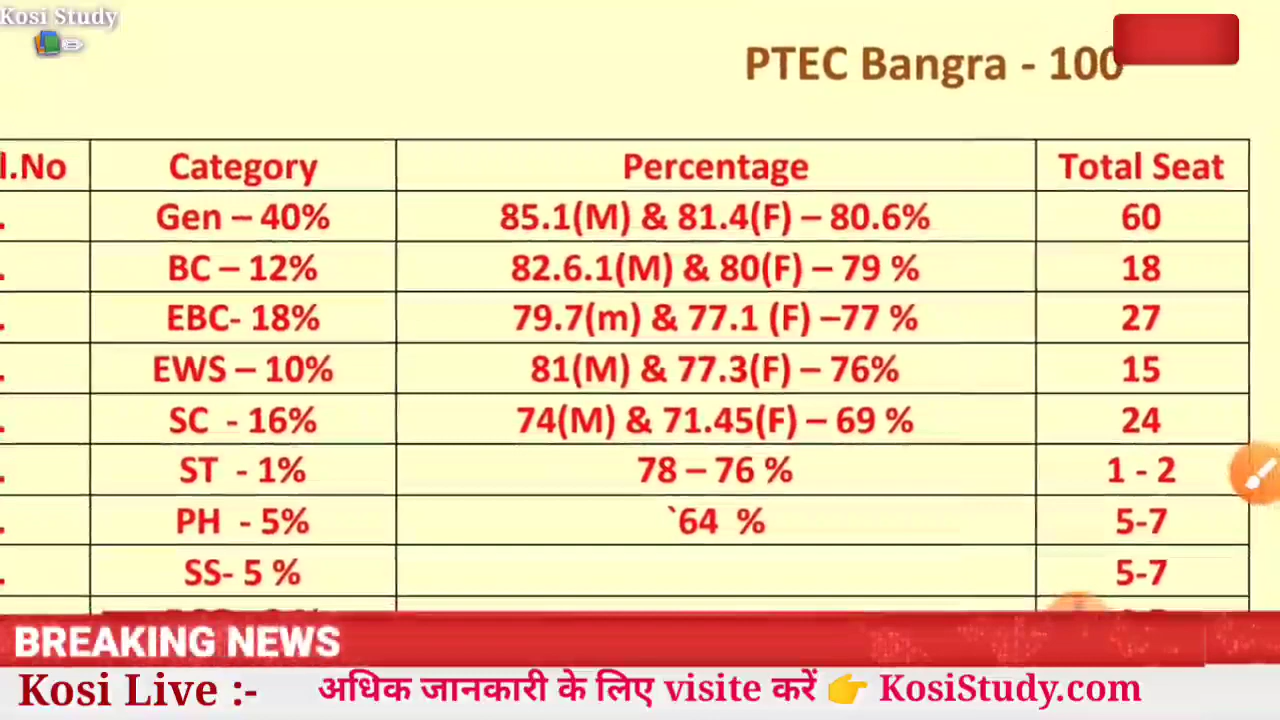 Kosi Study
PTEC Bangra - 100
l.No Category Percentage Total Seat
. Gen – 40% 85.1(M) & 81.4(F) – 80.6% 60
. BC – 12% 82.6.1(M) & 80(F) – 79 % 18
. EBC- 18% 79.7(m) & 77.1 (F) –77 % 27
. EWS – 10% 81(M) & 77.3(F) – 76% 15
. SC - 16% 74(M) & 71.45(F) – 69 % 24
. ST - 1% 78 – 76 % 1 - 2
. PH - 5% `64 % 5-7
. SS- 5 % 5-7
BREAKING NEWS
Kosi Live :- अधिक जानकारी के लिए visite करें 👉 KosiStudy.com